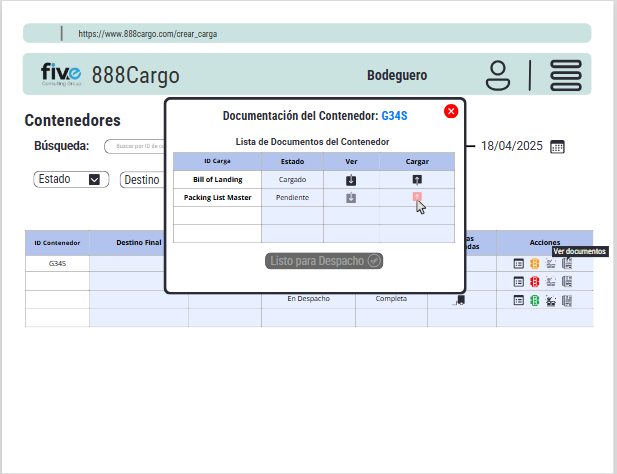 https://www.888cargo.com/crear_carga
five
Consulting Group
888Cargo
Bodeguero
Contenedores
Documentación del Contenedor: G34S
Búsqueda:
Buscar por ID de
18/04/2025
Lista de Documentos del Contenedor
Estado
Destino
ID Carga
Estado
Ver
Cargar
Bill of Landing
Cargado
Packing List Master
Pendiente
ID Contenedor
Destino Final
Acciones
Ver documentos
G34S
Listo para Despacho
En Despacho
Completa